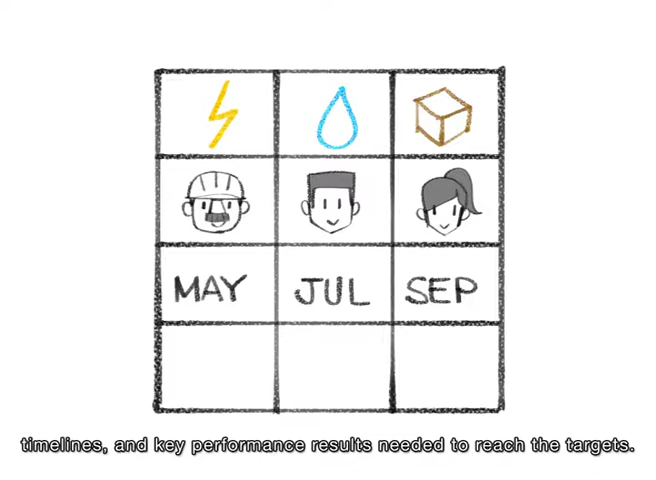 MAY JUL SEP
timelines, and key performance results needed to reach the targets.